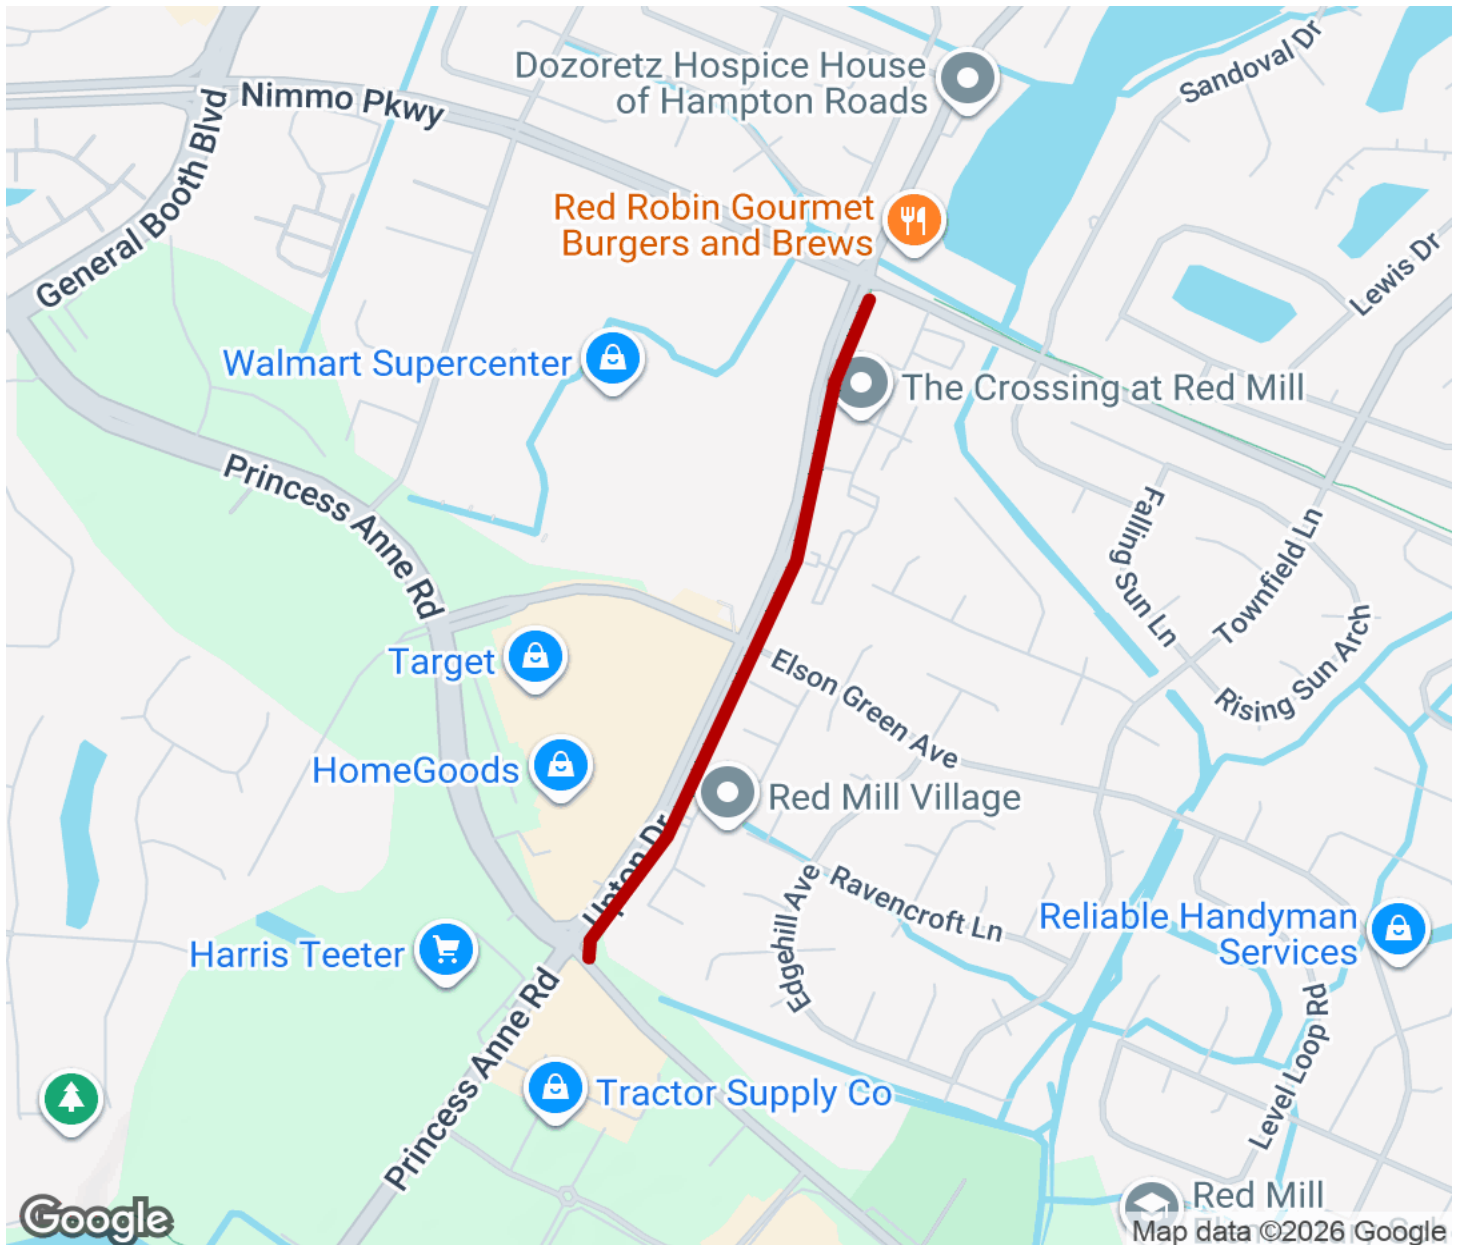 Dozoretz Hospice House
of Hampton Roads
Sandoval Dr
Nimmo Pkwy
General Booth Blvd
Red Robin Gourmet
Burgers and Brews
Lewis Dr
Walmart Supercenter
The Crossing at Red Mill
Princess Anne Rd
Falling Sun Ln
Townfield Ln
Rising Sun Arch
Target
Elson Green Ave
HomeGoods
Red Mill Village
Upton Dr
Edgehill Ave
Ravencroft Ln
Reliable Handyman
Services
Harris Teeter
Princess Anne Rd
Level Loop Rd
Tractor Supply Co
Red Mill
Google
Map data ©2026 Google